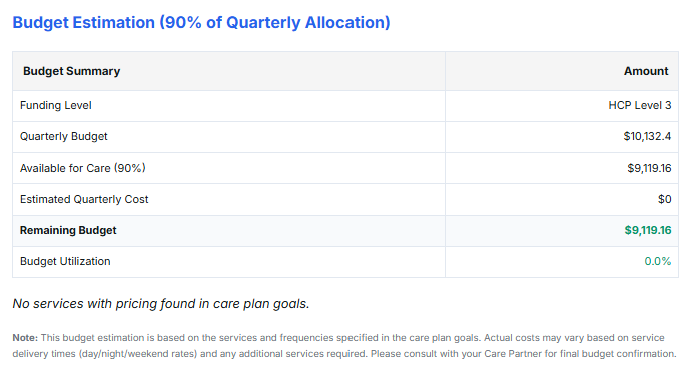 Budget Estimation (90% of Quarterly Allocation)
Budget Summary Amount
Funding Level HCP Level 3
Quarterly Budget $10,132.4
Available for Care (90%) $9,119.16
Estimated Quarterly Cost $0
Remaining Budget $9,119.16
Budget Utilization 0.0%
No services with pricing found in care plan goals.
Note: This budget estimation is based on the services and frequencies specified in the care plan goals. Actual costs may vary based on service
delivery times (day/night/weekend rates) and any additional services required. Please consult with your Care Partner for final budget confirmation.